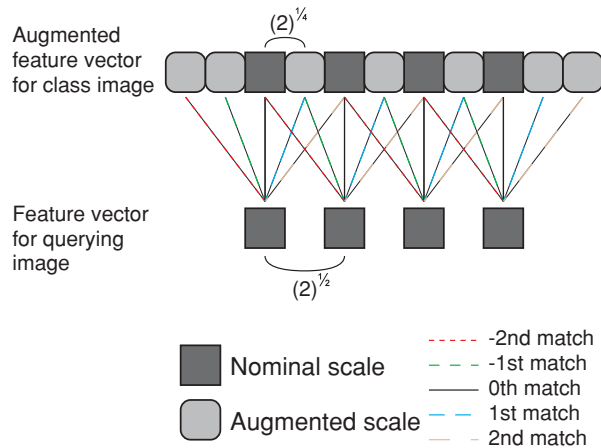 Augmented
feature vector
for class image
(2)^¼
Feature vector
for querying
image
(2)^½
Nominal scale
Augmented scale
-2nd match
-1st match
0th match
1st match
2nd match